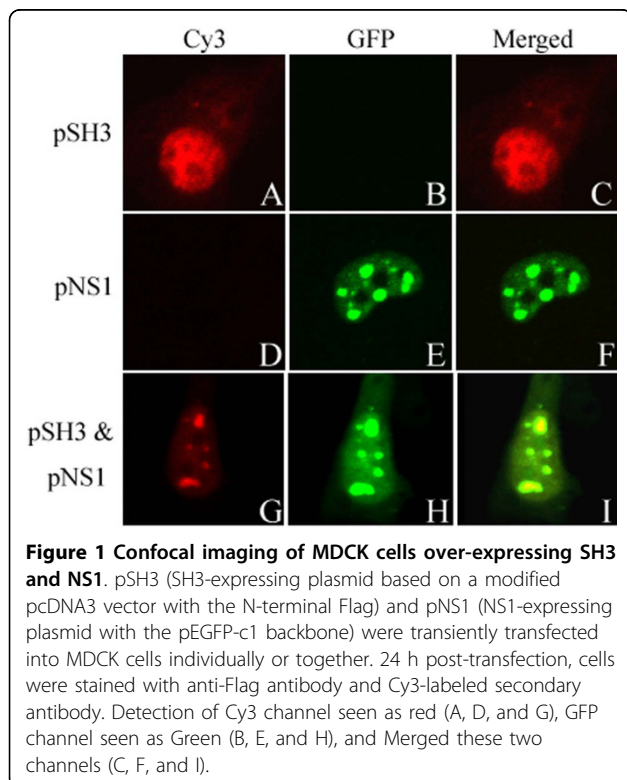 Cy3 GFP Merged
pSH3
A B C
pNS1
D E F
pSH3 &
pNS1
G H I
Figure 1 Confocal imaging of MDCK cells over-expressing SH3
and NS1. pSH3 (SH3-expressing plasmid based on a modified
pcDNA3 vector with the N-terminal Flag) and pNS1 (NS1-expressing
plasmid with the pEGFP-c1 backbone) were transiently transfected
into MDCK cells individually or together. 24 h post-transfection, cells
were stained with anti-Flag antibody and Cy3-labeled secondary
antibody. Detection of Cy3 channel seen as red (A, D, and G), GFP
channel seen as Green (B, E, and H), and Merged these two
channels (C, F, and I).